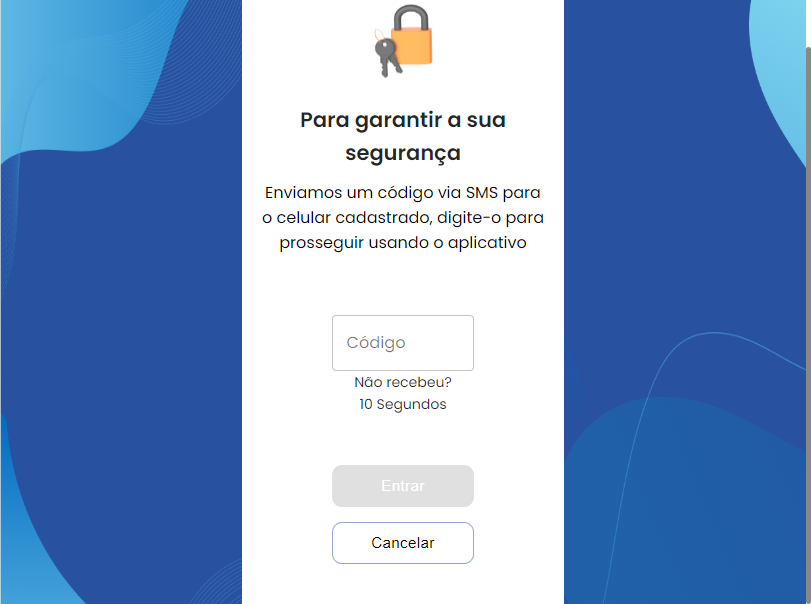 Para garantir a sua
segurança
Enviamos um código via SMS para
o celular cadastrado, digite-o para
prosseguir usando o aplicativo
Código
Não recebeu?
10 Segundos
Entrar
Cancelar